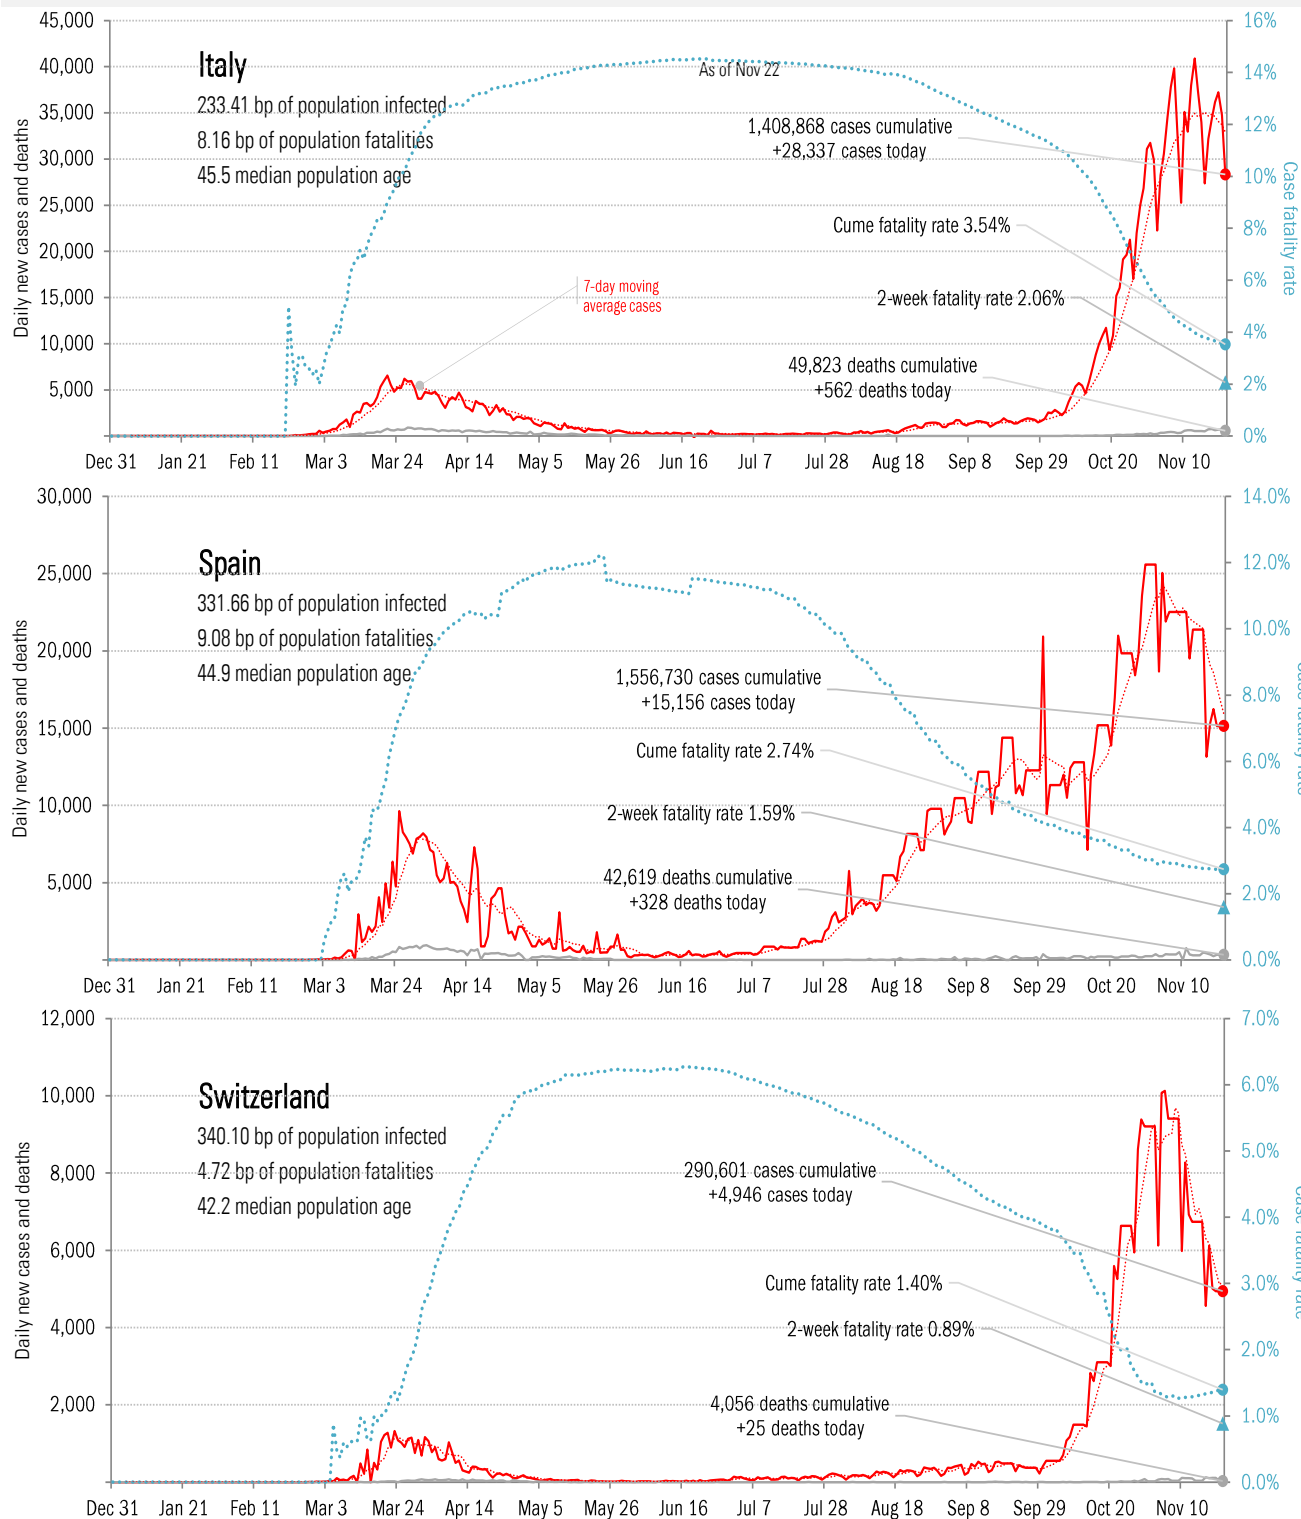 45,000
40,000
35,000
30,000
25,000
20,000
15,000
10,000
5,000
Daily new cases and deaths
Italy
233.41 bp of population infected
8.16 bp of population fatalities
45.5 median population age
As of Nov 22
1,408,868 cases cumulative
+28,337 cases today
Cume fatality rate 3.54%
2-week fatality rate 2.06%
7-day moving
average cases
49,823 deaths cumulative
+562 deaths today
16%
14%
12%
10%
8%
6%
4%
2%
0%
Case fatality rate
Dec 31 Jan 21 Feb 11 Mar 3 Mar 24 Apr 14 May 5 May 26 Jun 16 Jul 7 Jul 28 Aug 18 Sep 8 Sep 29 Oct 20 Nov 10
30,000
25,000
20,000
15,000
10,000
5,000
Daily new cases and deaths
Spain
331.66 bp of population infected
9.08 bp of population fatalities
44.9 median population age
1,556,730 cases cumulative
+15,156 cases today
Cume fatality rate 2.74%
2-week fatality rate 1.59%
42,619 deaths cumulative
+328 deaths today
14.0%
12.0%
10.0%
8.0%
6.0%
4.0%
2.0%
0.0%
Dec 31 Jan 21 Feb 11 Mar 3 Mar 24 Apr 14 May 5 May 26 Jun 16 Jul 7 Jul 28 Aug 18 Sep 8 Sep 29 Oct 20 Nov 10
12,000
10,000
8,000
6,000
4,000
2,000
Daily new cases and deaths
Switzerland
340.10 bp of population infected
4.72 bp of population fatalities
42.2 median population age
290,601 cases cumulative
+4,946 cases today
Cume fatality rate 1.40%
2-week fatality rate 0.89%
4,056 deaths cumulative
+25 deaths today
7.0%
6.0%
5.0%
4.0%
3.0%
2.0%
1.0%
0.0%
Dec 31 Jan 21 Feb 11 Mar 3 Mar 24 Apr 14 May 5 May 26 Jun 16 Jul 7 Jul 28 Aug 18 Sep 8 Sep 29 Oct 20 Nov 10